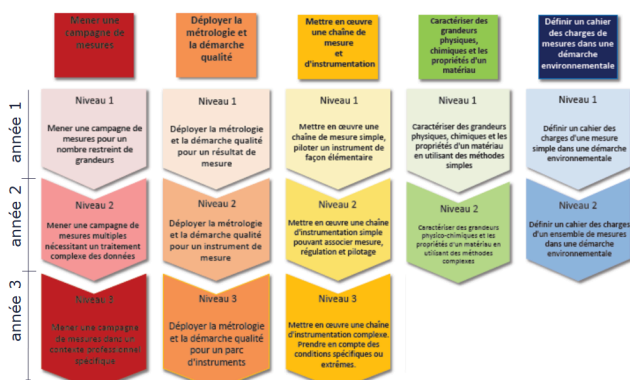 Mener une
campagne de
mesures
Déployer la
métrologie et
la démarche
qualité
Mettre en œuvre
une chaîne de
mesure
et
d'instrumentation
Caractériser des
grandeurs
physiques,
chimiques et les
propriétés d'un
matériau
Définir un cahier
des charges de
mesures dans une
démarche
environnementale
année 1
Niveau 1
Mener une campagne de
mesures pour un
nombre restreint de
grandeurs
Niveau 1
Déployer la métrologie
et la démarche qualité
pour un résultat de
mesure
Niveau 1
Mettre en œuvre une
chaîne de mesure simple,
piloter un instrument de
façon élémentaire
Niveau 1
Caractériser des grandeurs
physiques, chimiques et les
propriétés d'un matériau
en utilisant des méthodes
simples
Niveau 1
Définir un cahier des
charges d'une mesure
simple dans une démarche
environnementale
année 2
Niveau 2
Mener une campagne de
mesures multiples
nécessitant un traitement
complexe des données
Niveau 2
Déployer la métrologie
et la démarche qualité
pour un instrument de
mesure
Niveau 2
Mettre en œuvre une chaîne
d'instrumentation simple
pouvant associer mesure,
régulation et pilotage
Niveau 2
Caractériser des grandeurs
physico-chimiques et les
propriétés d'un matériau en
utilisant des méthodes
complexes
Niveau 2
Définir un cahier des charges
d'un ensemble de mesures
dans une démarche
environnementale
année 3
Niveau 3
Mener une campagne
de mesures dans un
contexte professionnel
spécifique
Niveau 3
Déployer la métrologie
et la démarche qualité
pour un parc
d'instruments
Niveau 3
Mettre en œuvre une chaîne
d'instrumentation complexe.
Prendre en compte des
conditions spécifiques ou
extrêmes.